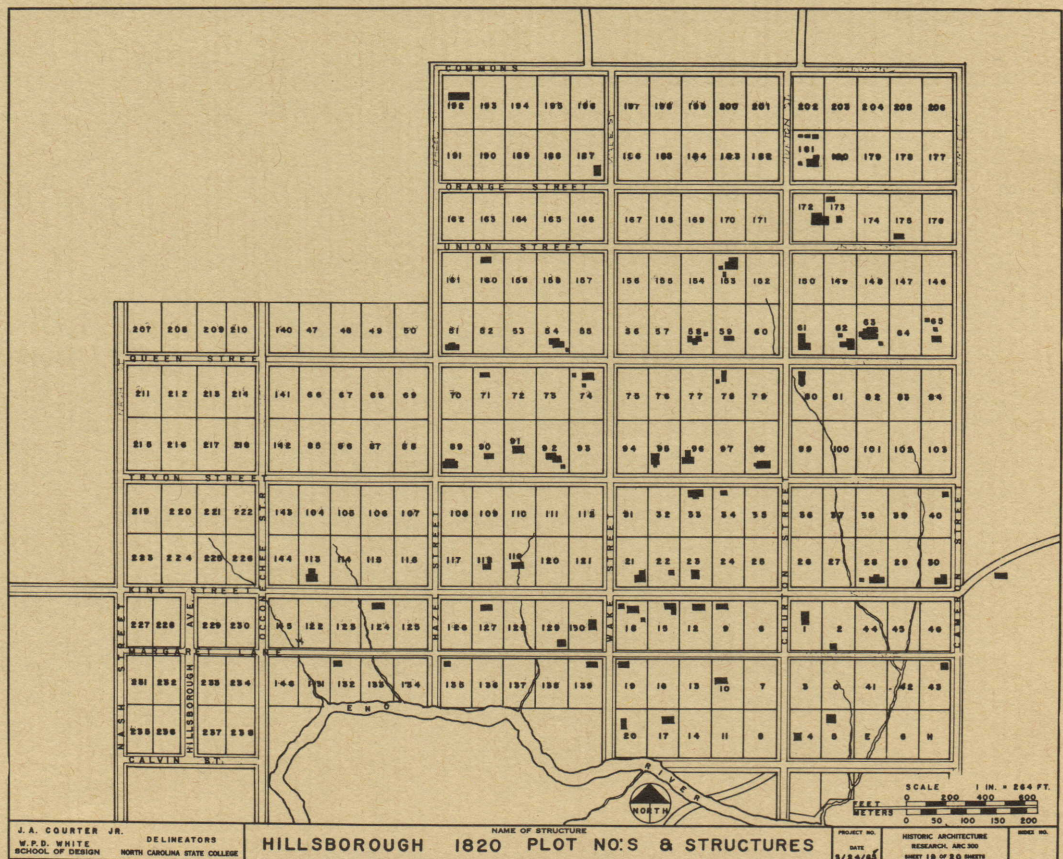 COMMONS
192 193 194 195 196 197 198 199 200 201 202 203 204 205 206
191 190 189 188 187 186 185 184 183 182 181 180 179 178 177
ORANGE STREET
162 163 164 165 166 167 168 169 170 171 172 173 174 175 176
UNION STREET
161 160 159 158 157 156 155 154 153 152 150 149 148 147 146
207 208 209 210 140 47 48 49 50 51 52 53 54 55 56 57 58 59 60 61 62 63 64 65
QUEEN STREE
211 212 213 214 141 66 67 68 69 70 71 72 73 74 75 76 77 78 79 80 81 82 83 84
215 216 217 218 142 85 86 87 88 89 90 91 92 93 94 95 96 97 98 99 100 101 102 103
TRYON STREET
219 220 221 222 143 104 105 106 107 108 109 110 111 112 31 32 33 34 35 36 37 38 39 40
223 224 225 226 144 113 114 115 116 117 118 119 120 121 21 22 23 24 25 26 27 28 29 30
KING STREET
227 228 229 230 145 122 123 124 125 126 127 128 129 130 18 15 12 9 6 1 2 44 45 46
MARGARET LANE
231 232 233 234 146 131 132 133 134 135 136 137 138 139 19 16 13 10 7 3 0 41 42 43
235 236 237 238 20 17 14 11 8 4 5 E G H
CALVIN ST.
NASH STREET
HILLSBOROUGH AVE.
OCCONEECHEE STR
HAZEL STREET
WAKE STREET
CHURTON STREET
CAMERON STREET
ENO RIVER
NORTH
SCALE 1 IN. = 264 FT.
0 200 400 600
FEET
METERS
0 50 100 150 200
J.A. COURTER JR.
W.P.D. WHITE
SCHOOL OF DESIGN
DELINEATORS
NORTH CAROLINA STATE COLLEGE
NAME OF STRUCTURE
HILLSBOROUGH 1820 PLOT NO'S & STRUCTURES
PROJECT NO.
DATE
5/24/65
HISTORIC ARCHITECTURE
RESEARCH, ARC 300
SHEET 18 OF 20 SHEETS
INDEX NO.